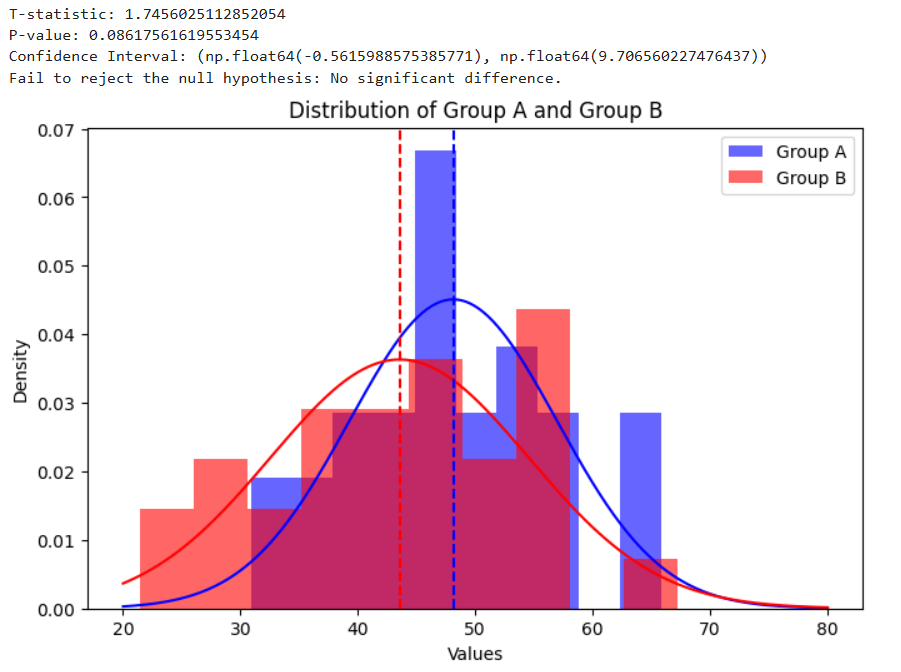 T-statistic: 1.7456025112852054
P-value: 0.08617561619553454
Confidence Interval: (np.float64(-0.5615988575385771), np.float64(9.706560227476437))
Fail to reject the null hypothesis: No significant difference.
Distribution of Group A and Group B
Group A
Group B
0.07
0.06
0.05
0.04
0.03
0.02
0.01
0.00
Density
20 30 40 50 60 70 80
Values